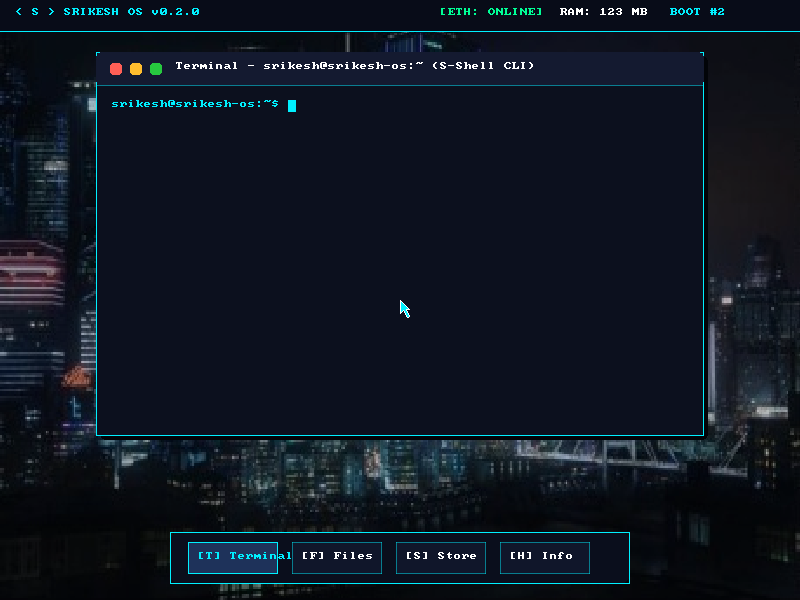 < S > SRIKESH OS v0.2.0 [ETH: ONLINE] RAM: 123 MB BOOT #2
Terminal - srikesh@srikesh-os:~ (S-Shell CLI)
srikesh@srikesh-os:~$
[T] Terminal [F] Files [S] Store [H] Info